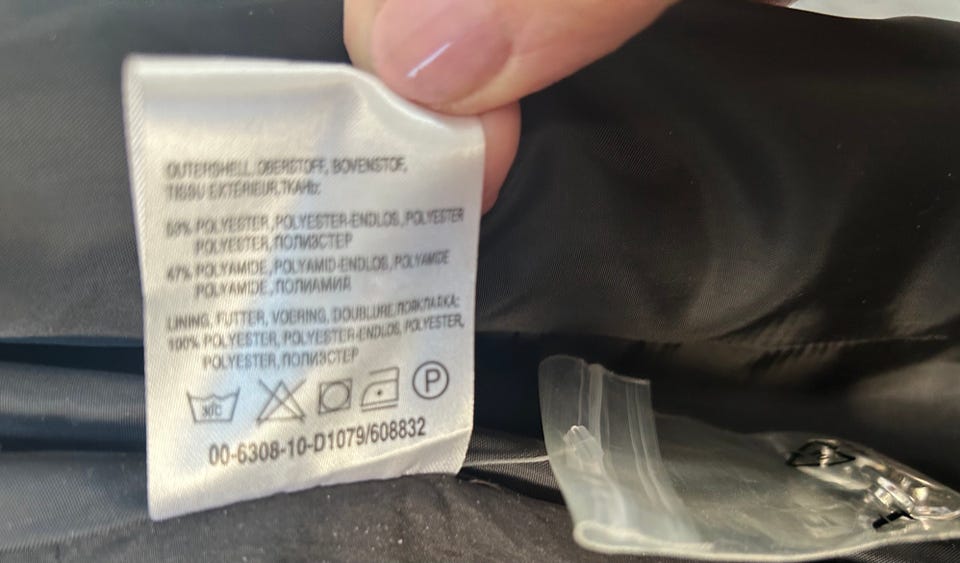 OUTERSHELL, OBERSTOFF, BOVENSTOF,
TISSU EXTÉRIEUR, ТКАНЬ:
53% POLYESTER, POLYESTER-ENDLOS, POLYESTER
POLYESTER, ПОЛИЭСТЕР
47% POLYAMIDE, POLYAMID-ENDLOS, POLYAMIDE
POLYAMIDE, ПОЛИАМИД
LINING, FUTTER, VOERING, DOUBLURE, ПОДКЛАДКА:
100% POLYESTER, POLYESTER-ENDLOS, POLYESTER,
POLYESTER, ПОЛИЭСТЕР
P
00-6308-10-D1079/608832